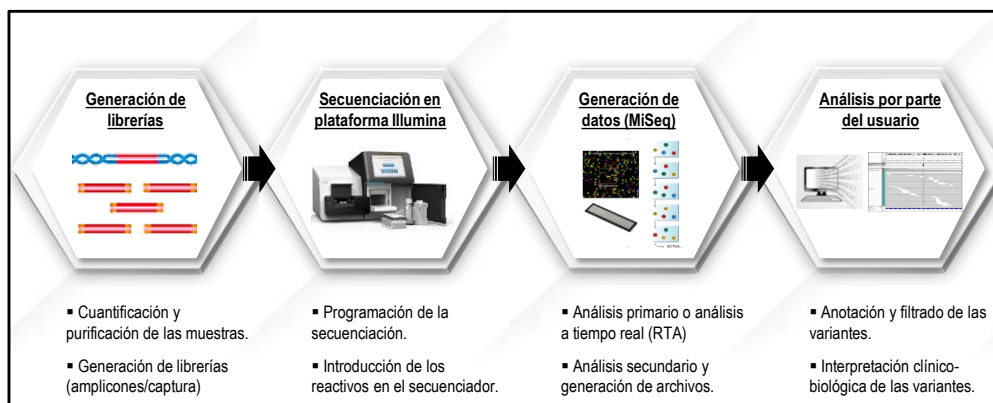 Generación de
librerías
Secuenciación en
plataforma Illumina
Generación de
datos (MiSeq)
Análisis por parte
del usuario
▪ Cuantificación y
purificación de las muestras.
▪ Generación de librerías
(amplicones/captura)
▪ Programación de la
secuenciación.
▪ Introducción de los
reactivos en el secuenciador.
▪ Análisis primario o análisis
a tiempo real (RTA)
▪ Análisis secundario y
generación de archivos.
▪ Anotación y filtrado de las
variantes.
▪ Interpretación clínico-
biológica de las variantes.